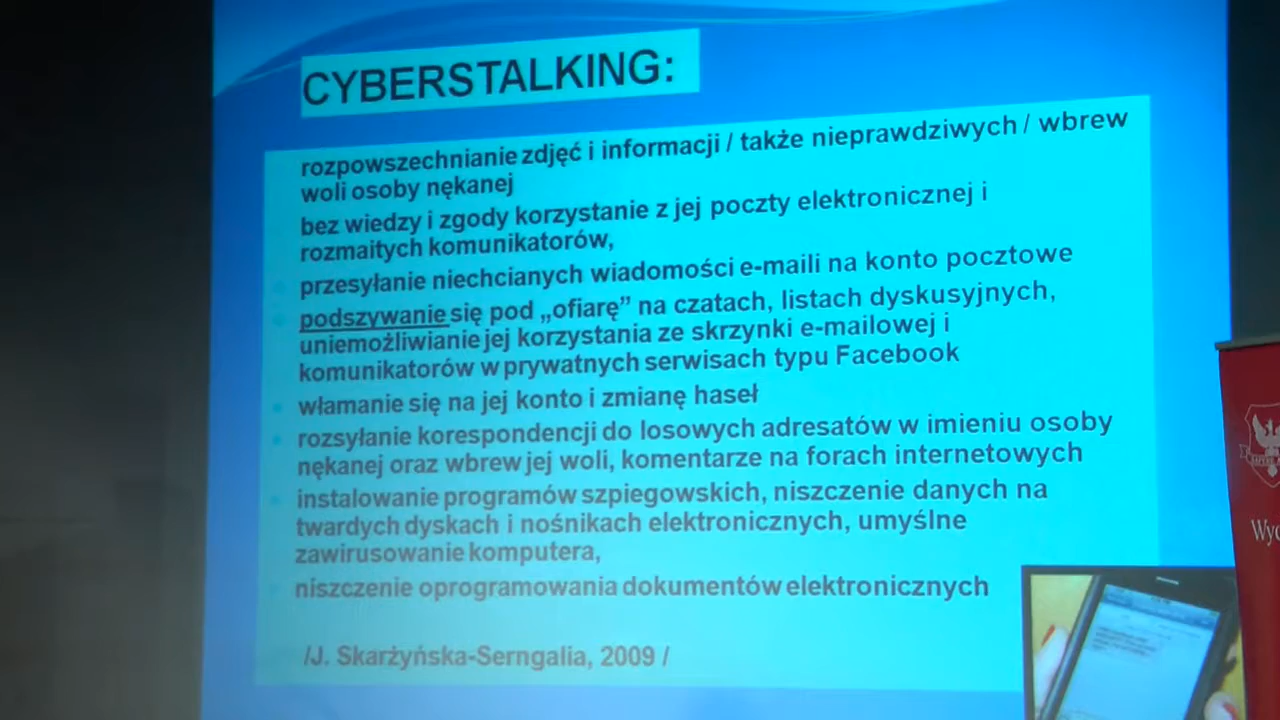 CYBERSTALKING:
rozpowszechnianie zdjęć i informacji / także nieprawdziwych / wbrew
woli osoby nękanej
bez wiedzy i zgody korzystanie z jej poczty elektronicznej i
rozmaitych komunikatorów,
przesyłanie niechcianych wiadomości e-maili na konto pocztowe
podszywanie się pod „ofiarę” na czatach, listach dyskusyjnych,
uniemożliwianie jej korzystania ze skrzynki e-mailowej i
komunikatorów w prywatnych serwisach typu Facebook
włamanie się na jej konto i zmianę haseł
rozsyłanie korespondencji do losowych adresatów w imieniu osoby
nękanej oraz wbrew jej woli, komentarze na forach internetowych
instalowanie programów szpiegowskich, niszczenie danych na
twardych dyskach i nośnikach elektronicznych, umyślne
zawirusowanie komputera,
niszczenie oprogramowania dokumentów elektronicznych
/J. Skarżyńska-Serngalia, 2009 /
Wyd